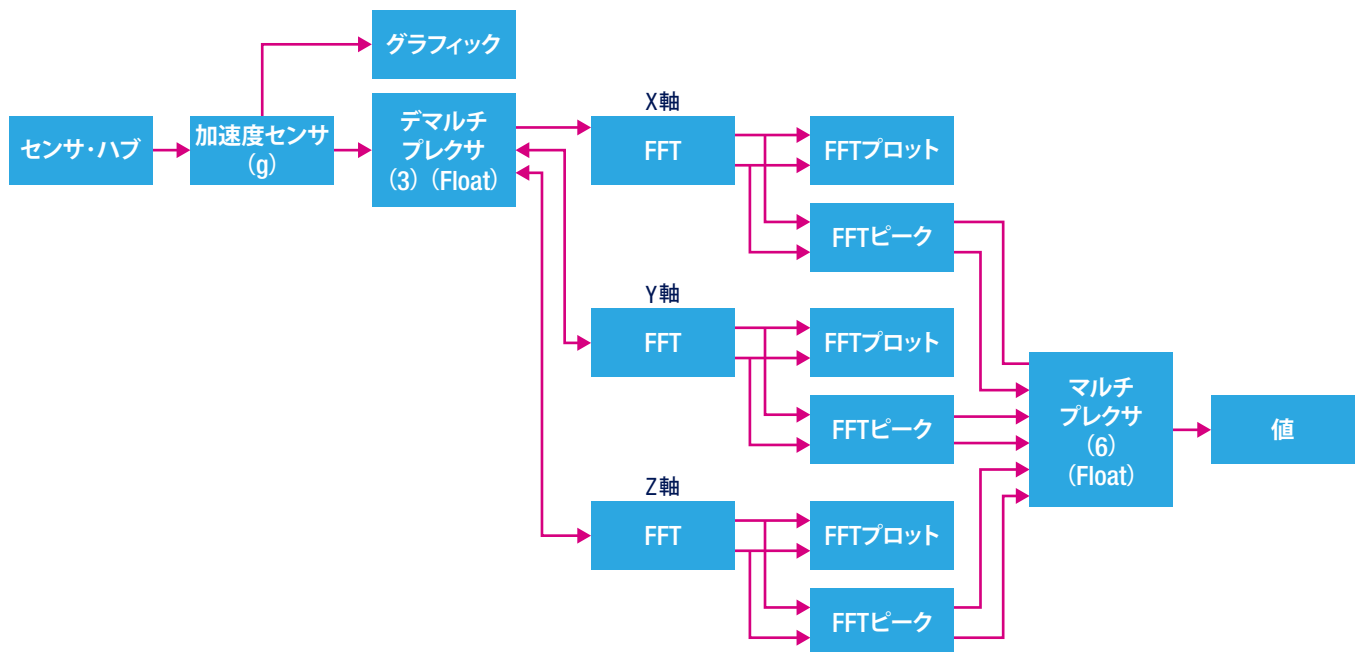 グラフィック
センサ・ハブ
加速度センサ
（g）
デマルチ
プレクサ
（3）（Float）
X軸
FFT
FFTプロット
FFTピーク
Y軸
FFT
FFTプロット
FFTピーク
Z軸
FFT
FFTプロット
FFTピーク
マルチ
プレクサ
（6）
（Float）
値